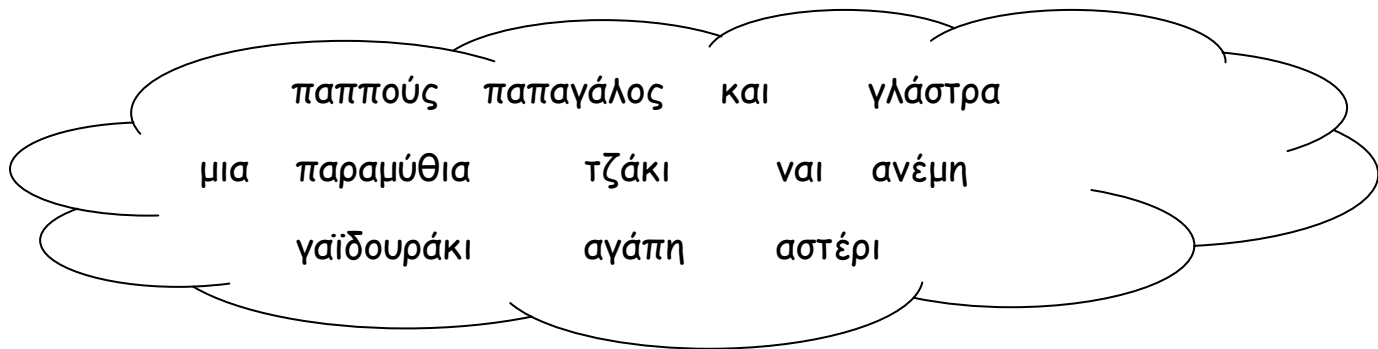 παππούς παπαγάλος και γλάστρα
μια παραμύθια τζάκι ναι ανέμη
γαϊδουράκι αγάπη αστέρι